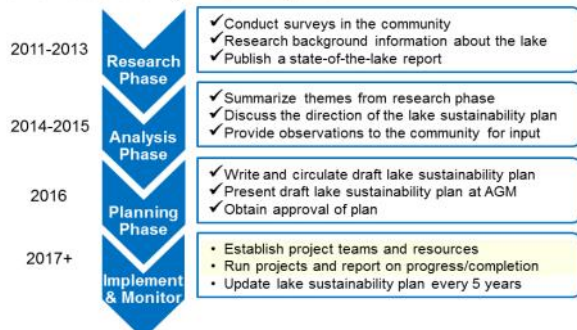 2011-2013
Research
Phase
✓Conduct surveys in the community
✓Research background information about the lake
✓Publish a state-of-the-lake report
2014-2015
Analysis
Phase
✓Summarize themes from research phase
✓Discuss the direction of the lake sustainability plan
✓Provide observations to the community for input
2016
Planning
Phase
✓Write and circulate draft lake sustainability plan
✓Present draft lake sustainability plan at AGM
✓Obtain approval of plan
2017+
Implement
& Monitor
• Establish project teams and resources
• Run projects and report on progress/completion
• Update lake sustainability plan every 5 years